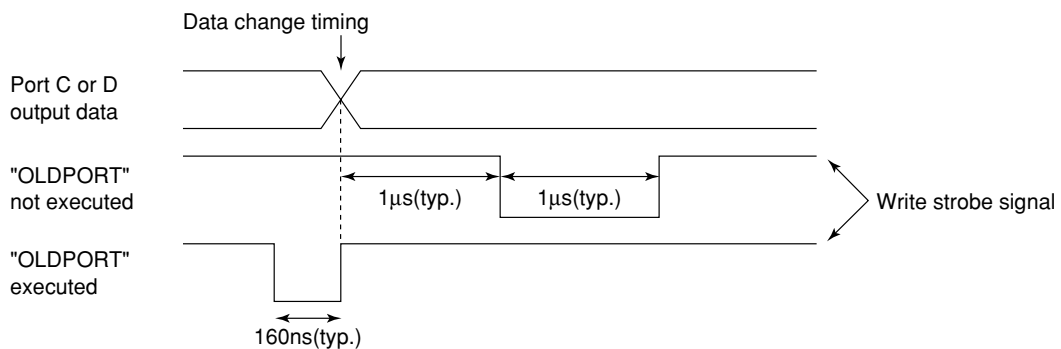 Data change timing
Port C or D
output data
"OLDPORT"
not executed
1μs(typ.)
1μs(typ.)
Write strobe signal
"OLDPORT"
executed
160ns(typ.)